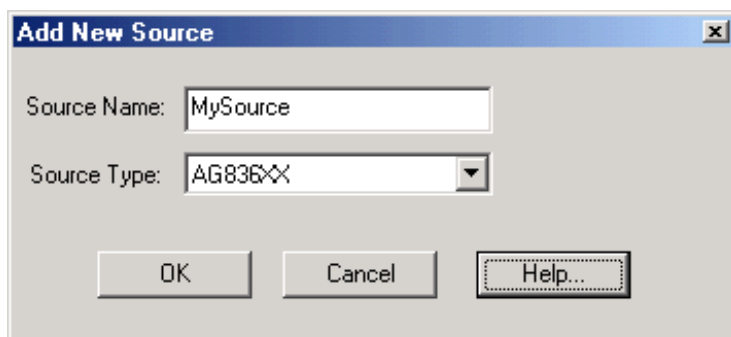 Add New Source
Source Name: MySource
Source Type: AG836XX
OK Cancel Help...